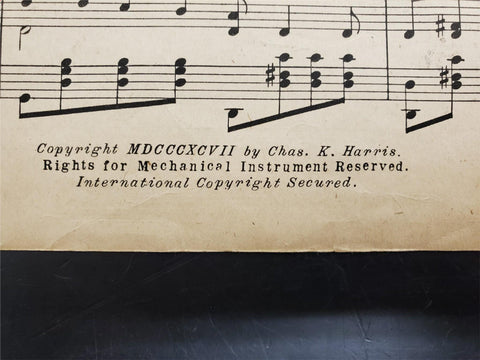 Copyright MDCCCXCVII by Chas. K. Harris.
Rights for Mechanical Instrument Reserved.
International Copyright Secured.